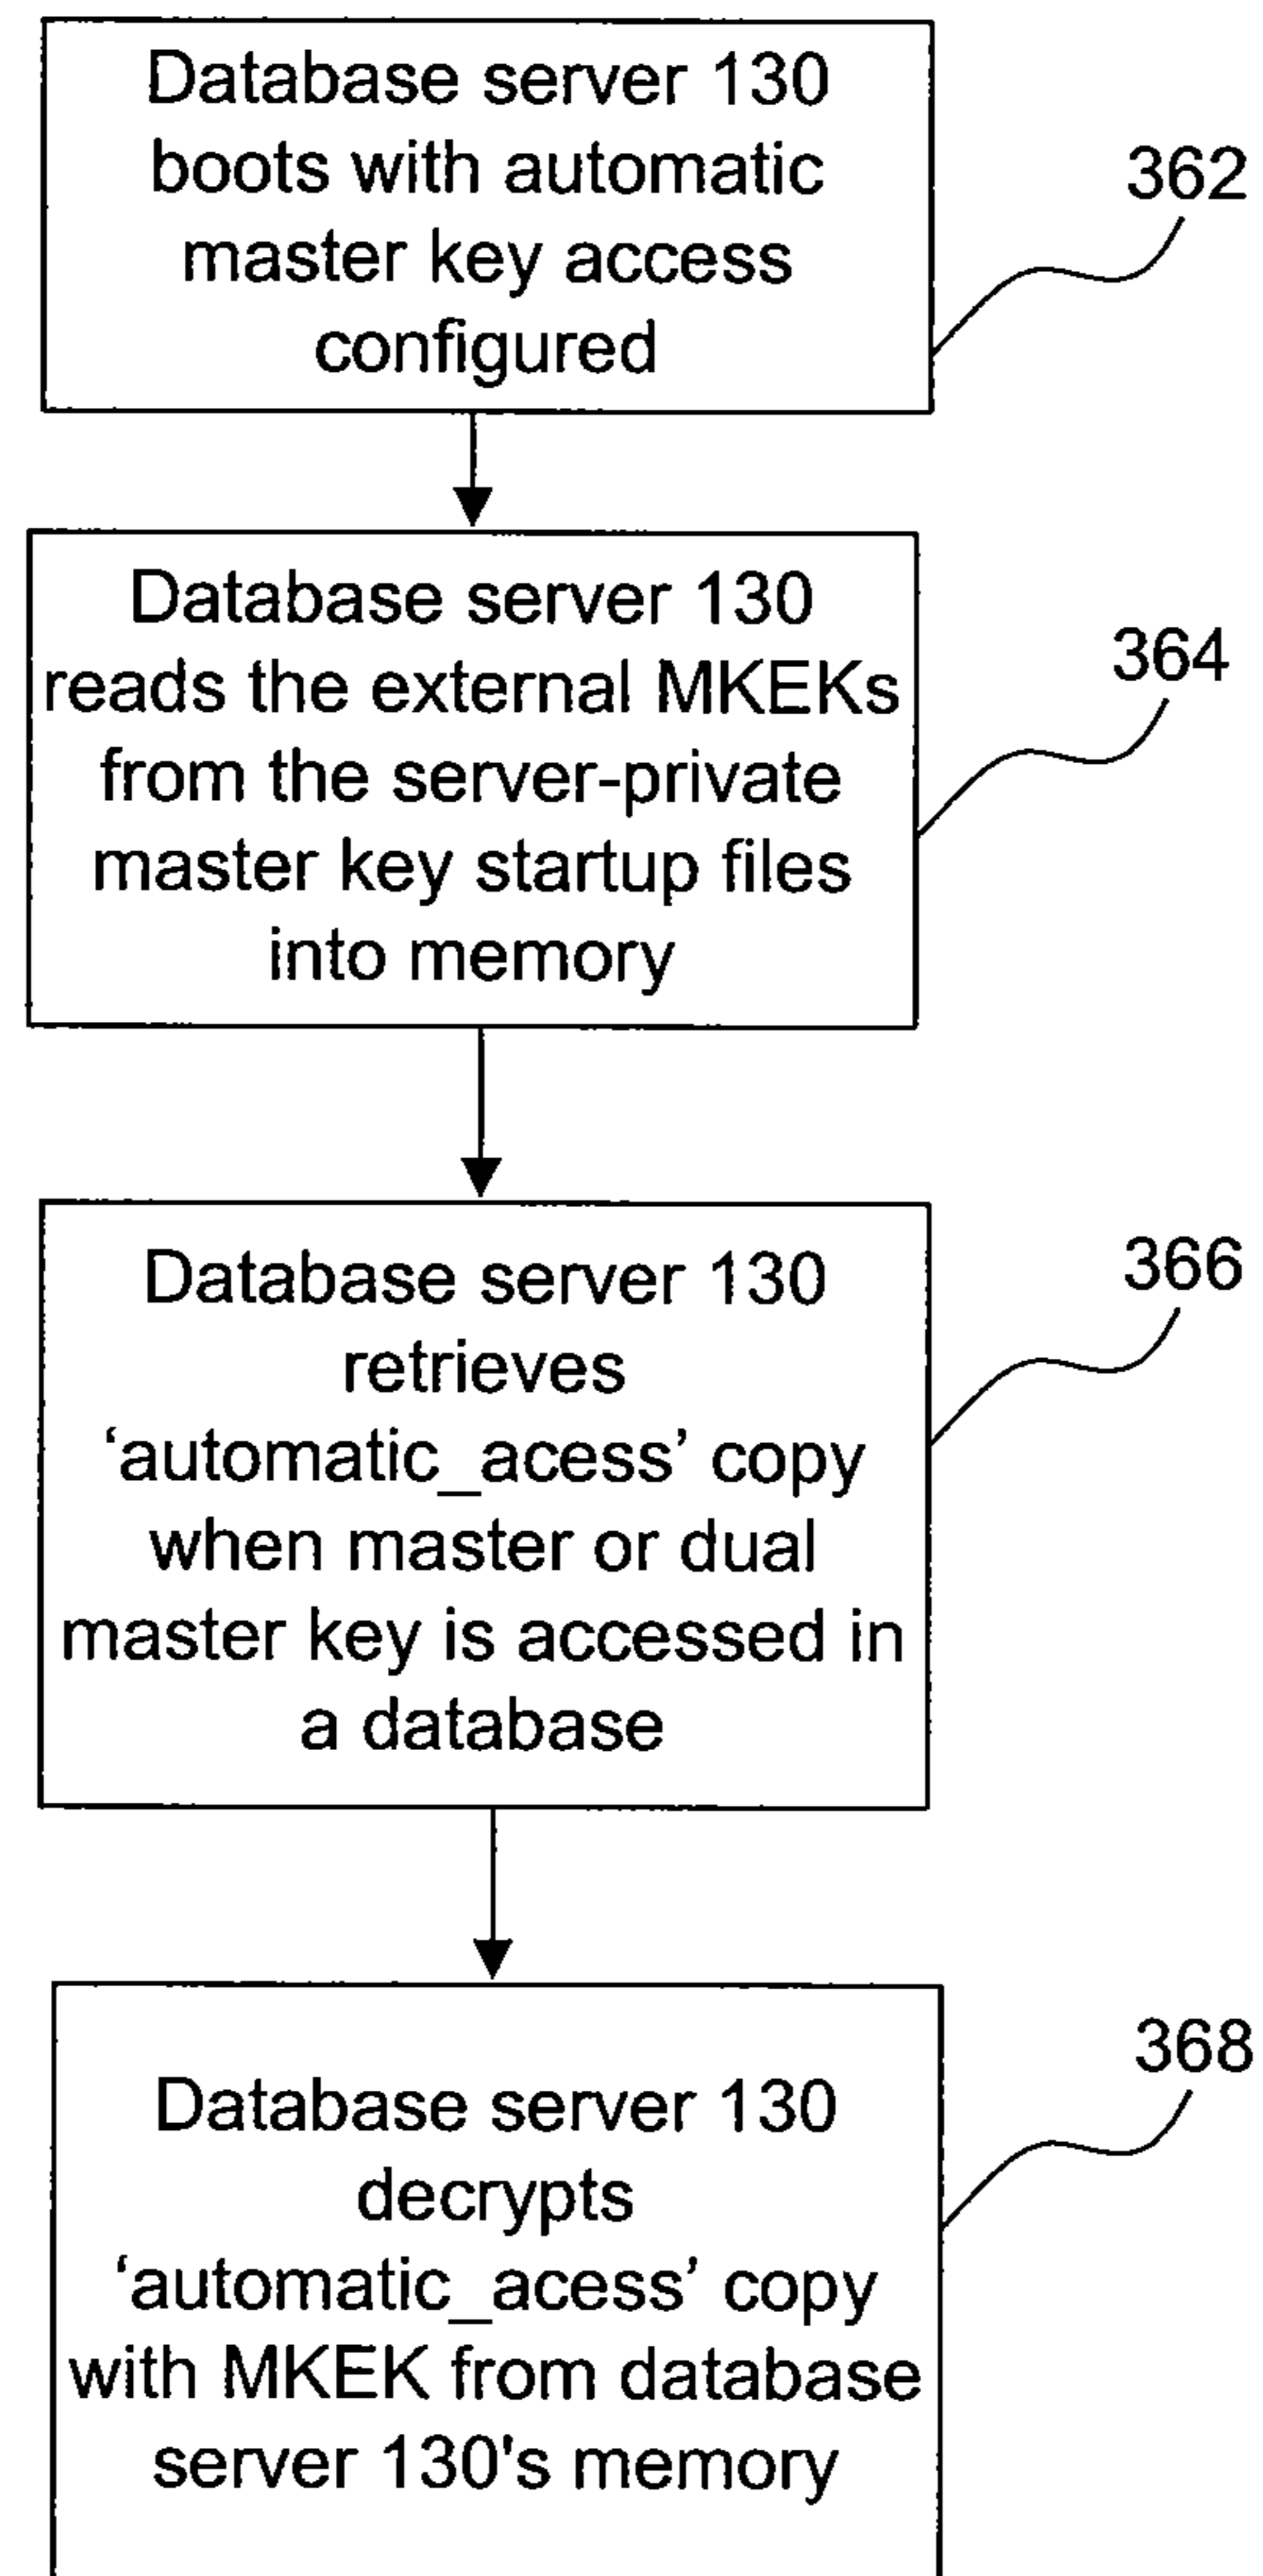 Database server 130
boots with automatic
master key access
configured
362
Database server 130
reads the external MKEKs
from the server-private
master key startup files
into memory
364
Database server 130
retrieves
‘automatic_acess’ copy
when master or dual
master key is accessed in
a database
366
Database server 130
decrypts
‘automatic_acess’ copy
with MKEK from database
server 130's memory
368